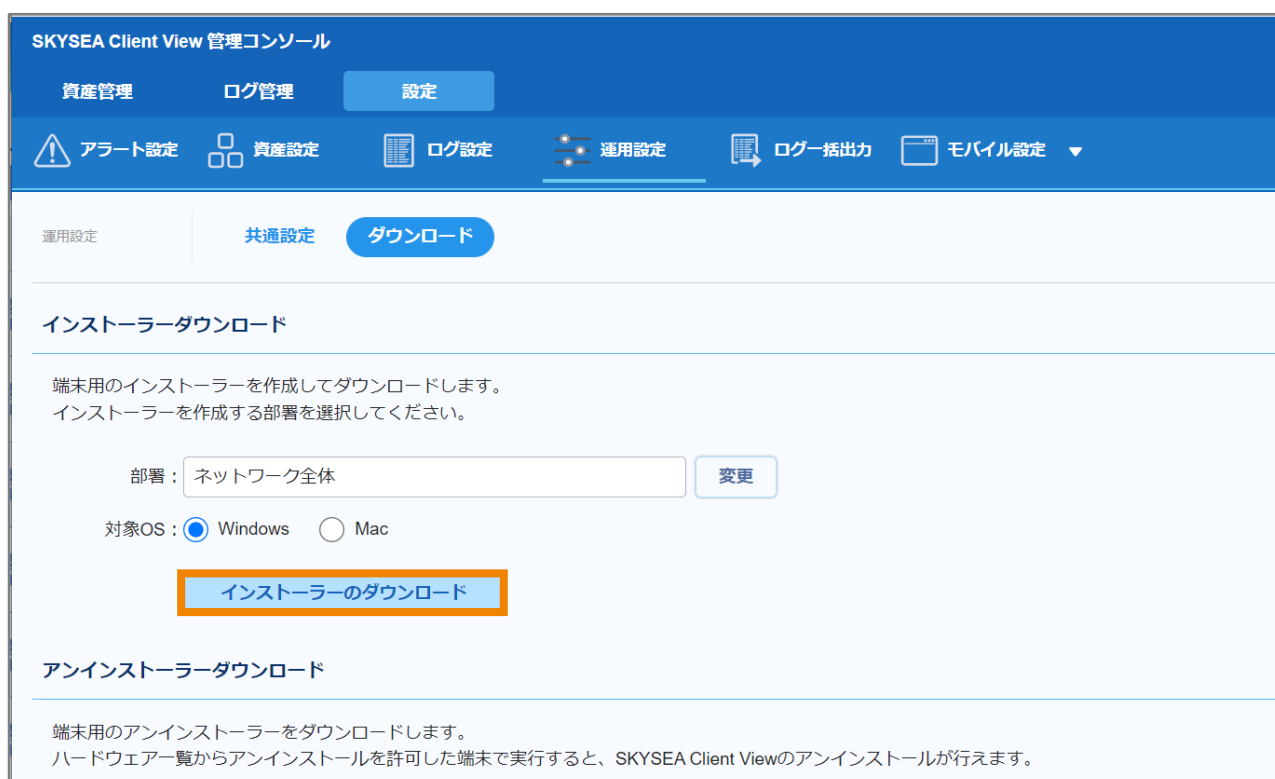 SKYSEA Client View 管理コンソール
資産管理 ログ管理 設定
アラート設定 資産設定 ログ設定 運用設定 ログ一括出力 モバイル設定 ▼
運用設定 共通設定 ダウンロード
インストーラーダウンロード
端末用のインストーラーを作成してダウンロードします。
インストーラーを作成する部署を選択してください。
部署： ネットワーク全体 変更
対象OS： Windows Mac
インストーラーのダウンロード
アンインストーラーダウンロード
端末用のアンインストーラーをダウンロードします。
ハードウェア一覧からアンインストールを許可した端末で実行すると、SKYSEA Client Viewのアンインストールが行えます。